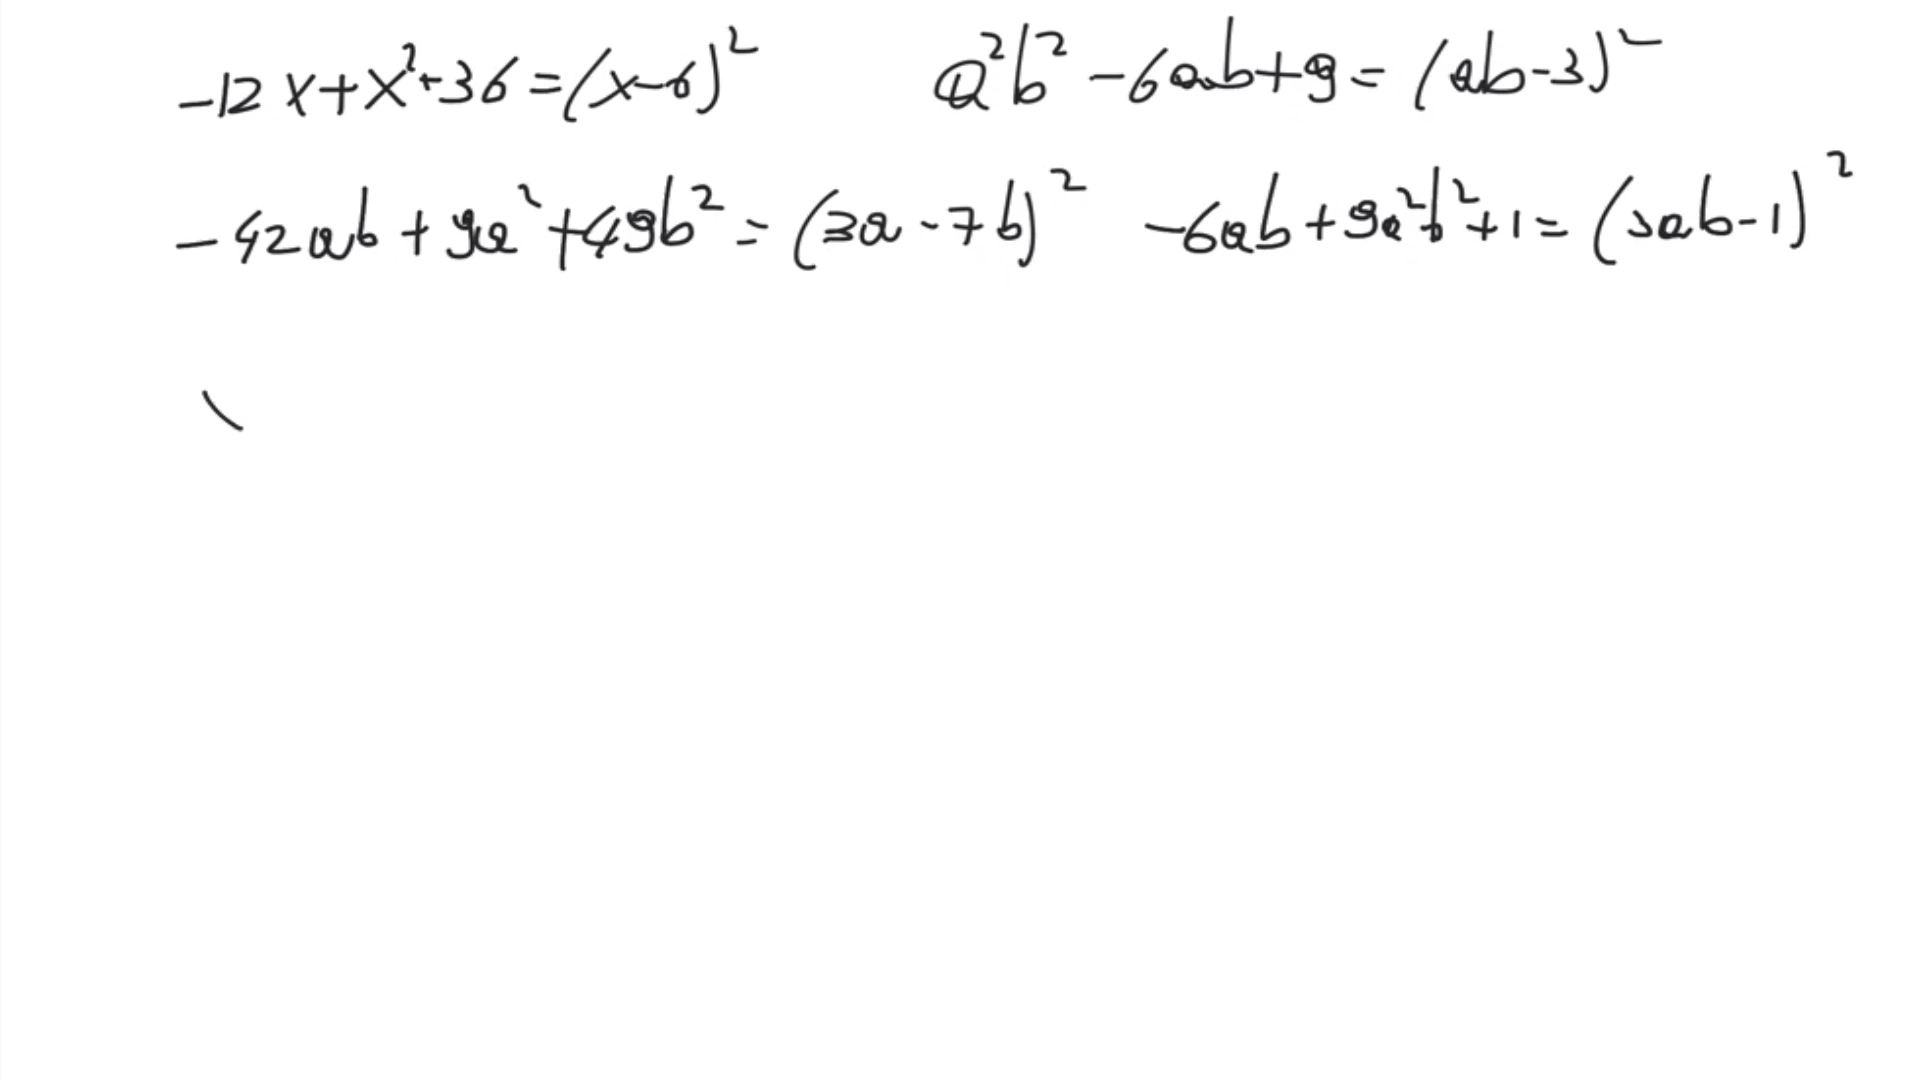 -12x+x²+36=(x-6)² a²b²-6ab+9=(ab-3)²
-42ab+9a²+49b²=(3a-7b)² -6ab+9a²b²+1=(3ab-1)²